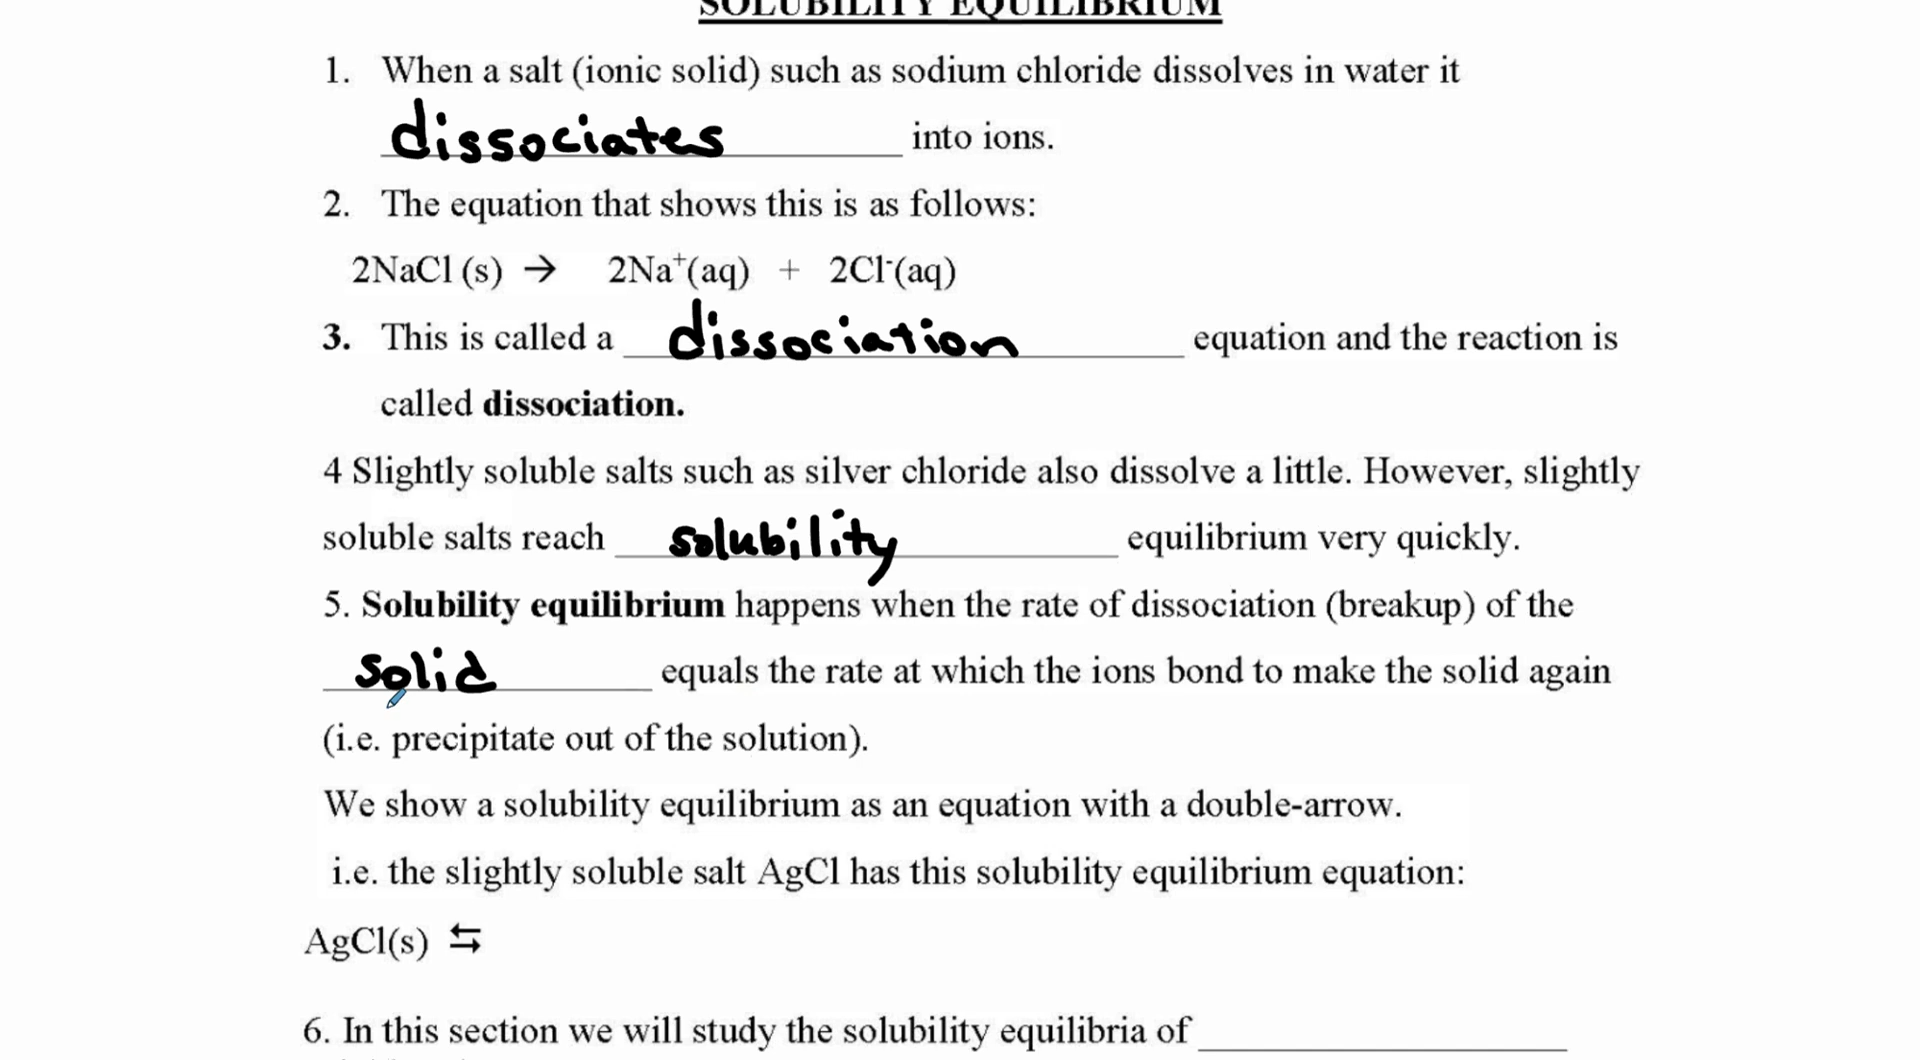 SOLUBILITY EQUILIBRIUM
1. When a salt (ionic solid) such as sodium chloride dissolves in water it
dissociates into ions.
2. The equation that shows this is as follows:
2NaCl (s) → 2Na⁺(aq) + 2Cl⁻(aq)
3. This is called a dissociation equation and the reaction is
called dissociation.
4 Slightly soluble salts such as silver chloride also dissolve a little. However, slightly
soluble salts reach solubility equilibrium very quickly.
5. Solubility equilibrium happens when the rate of dissociation (breakup) of the
solid equals the rate at which the ions bond to make the solid again
(i.e. precipitate out of the solution).
We show a solubility equilibrium as an equation with a double-arrow.
i.e. the slightly soluble salt AgCl has this solubility equilibrium equation:
AgCl(s) ⇆
6. In this section we will study the solubility equilibria of